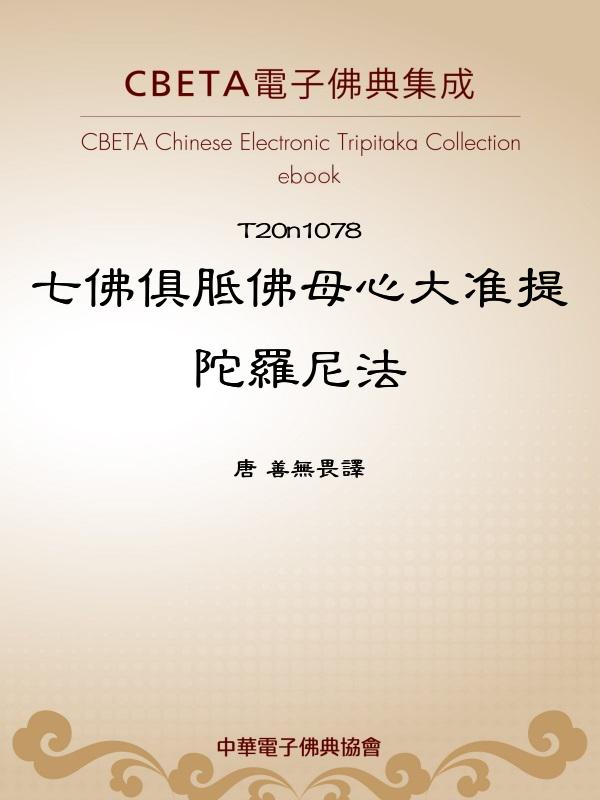 CBETA電子佛典集成
CBETA Chinese Electronic Tripitaka Collection
ebook
T20n1078
七佛俱胝佛母心大准提
陀羅尼法
唐 善無畏譯
中華電子佛典協會